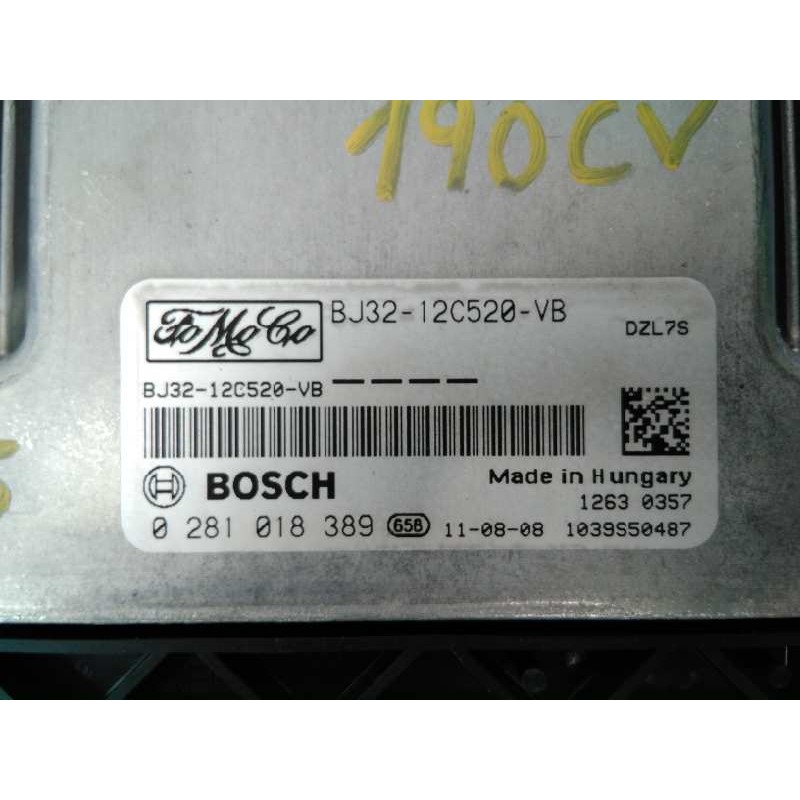 190CV
FoMoCo
BJ32-12C520-VB
DZL7S
BJ32-12C520-VB
BOSCH
Made in Hungary
1263 0357
0 281 018 389 658 11-08-08 1039S50487